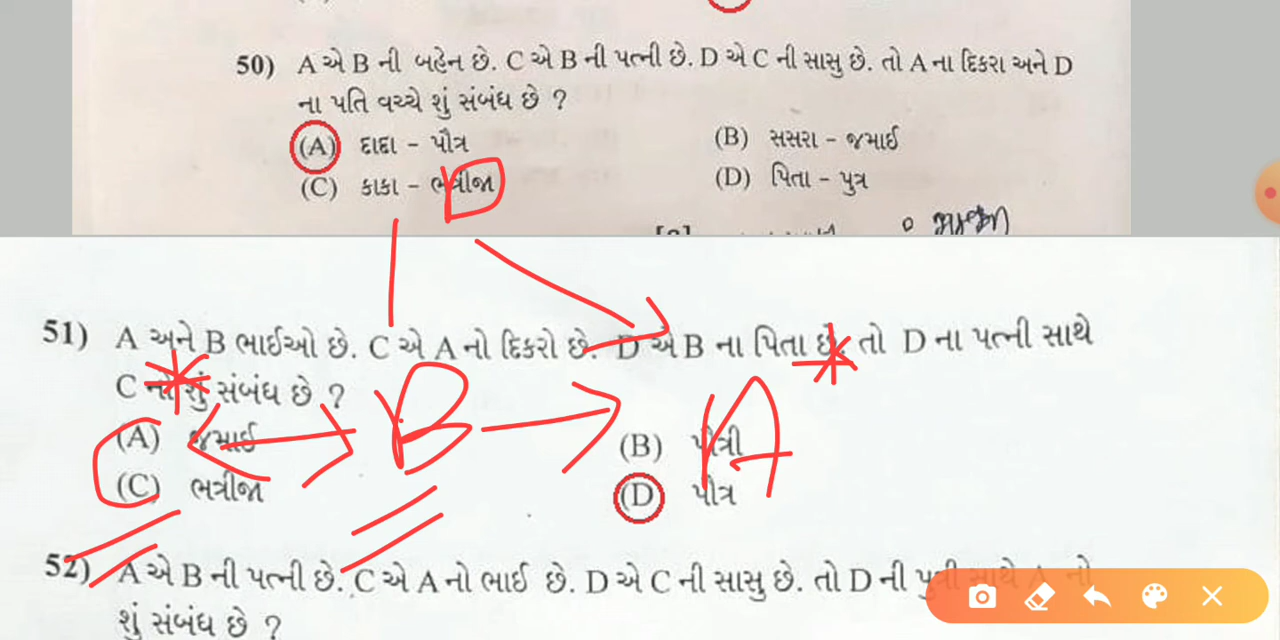 50) A એ B ની બહેન છે. C એ B ની પત્ની છે. D એ C ની સાસુ છે. તો A ના દિકરા અને D
ના પતિ વચ્ચે શું સંબંધ છે ?
(A) દાદા - પૌત્ર (B) સસરા - જમાઈ
(C) કાકા - ભત્રીજા (D) પિતા - પુત્ર
D
51) A અને B ભાઈઓ છે. C એ A નો દિકરો છે. D એ B ના પિતા છે. તો D ના પત્ની સાથે
C નો શું સંબંધ છે ?
(A) જમાઈ (B) પૌત્રી
C B A
(C) ભત્રીજા (D) પૌત્ર
52) A એ B ની પત્ની છે. C એ A નો ભાઈ છે. D એ C ની સાસુ છે. તો D ની પુત્રી સાથે A નો
શું સંબંધ છે ?